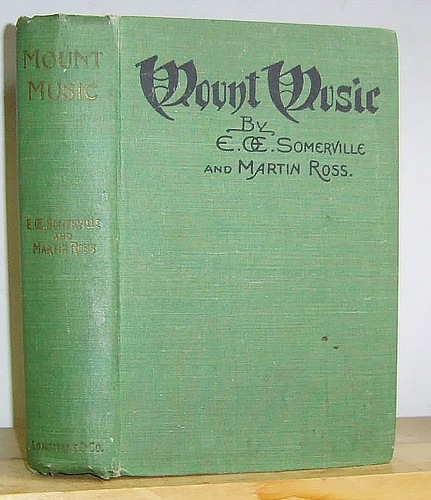 MOUNT
MUSIC
E. Œ. SOMERVILLE
AND
MARTIN ROSS
LONGMANS & CO.
Mount Music
By
E. Œ. SOMERVILLE
AND MARTIN ROSS.